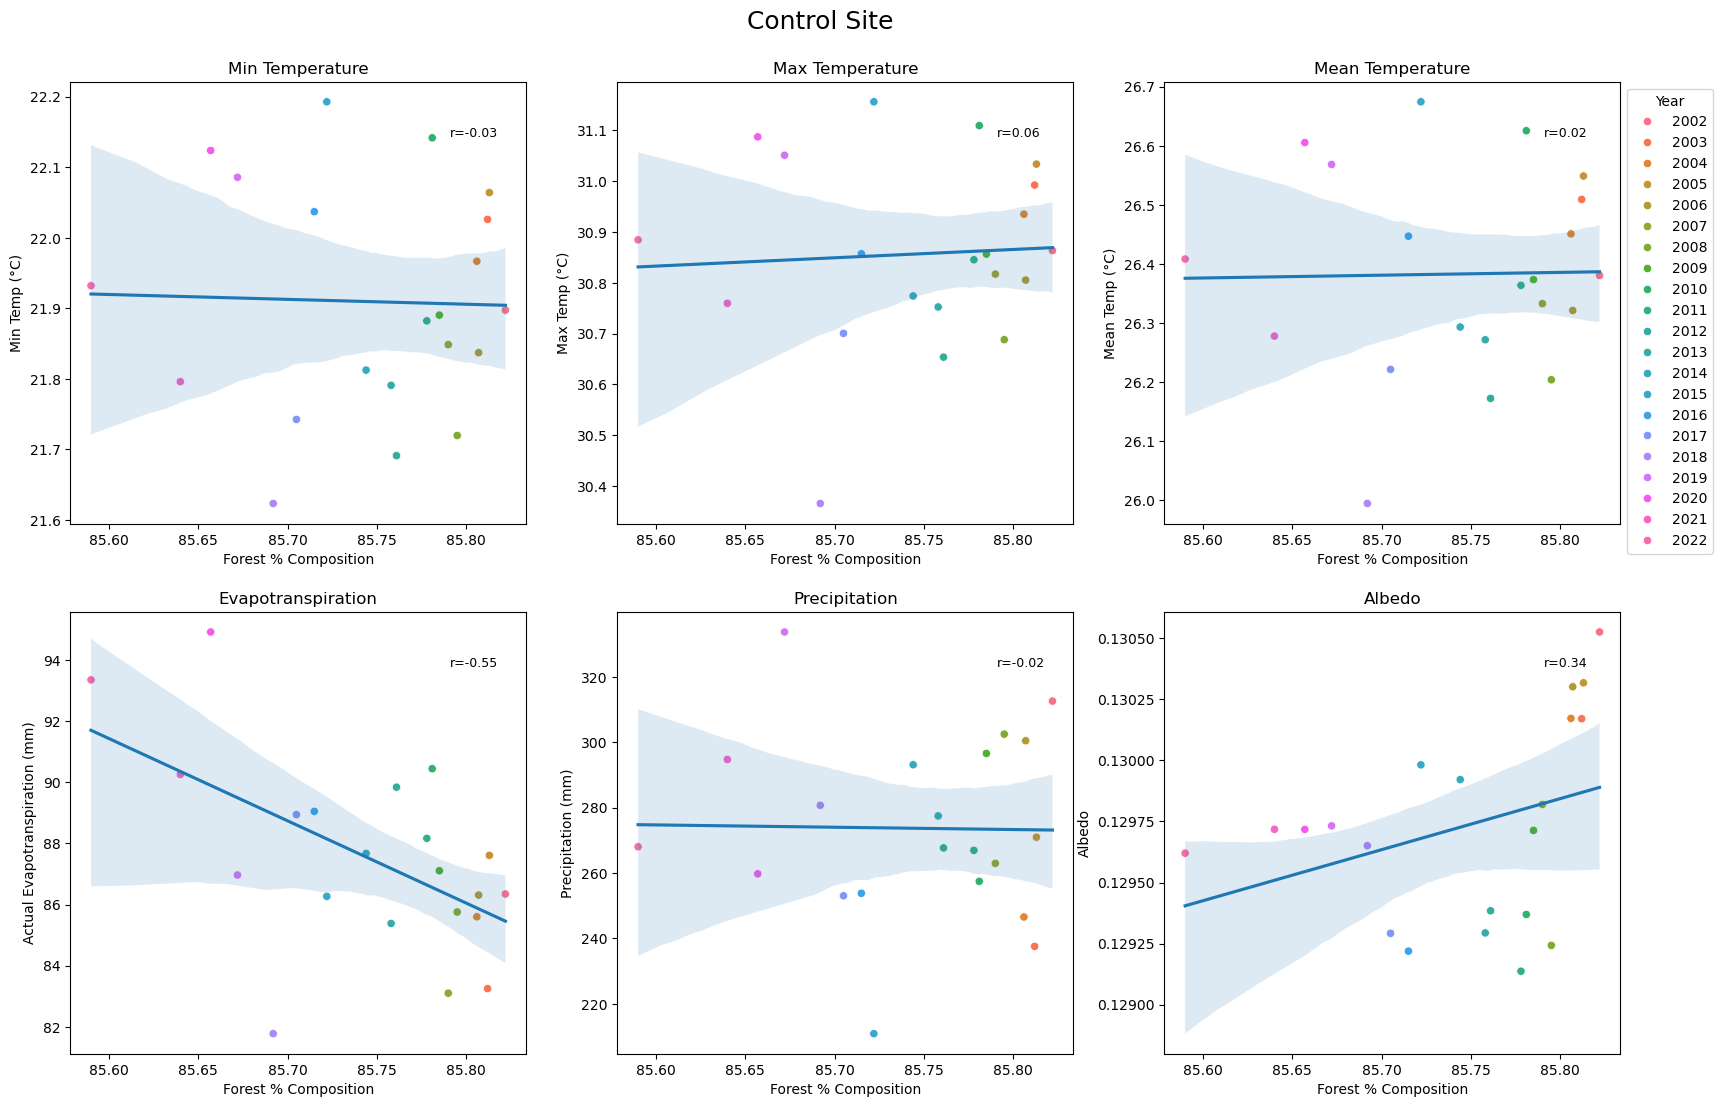 Control Site
Min Temperature
22.2
22.1
22.0
21.9
21.8
21.7
21.6
Min Temp (°C)
r=-0.03
85.60 85.65 85.70 85.75 85.80
Forest % Composition
Max Temperature
31.1
31.0
30.9
30.8
30.7
30.6
30.5
30.4
Max Temp (°C)
r=0.06
85.60 85.65 85.70 85.75 85.80
Forest % Composition
Mean Temperature
26.7
26.6
26.5
26.4
26.3
26.2
26.1
26.0
Mean Temp (°C)
r=0.02
85.60 85.65 85.70 85.75 85.80
Forest % Composition
Year
2002
2003
2004
2005
2006
2007
2008
2009
2010
2011
2012
2013
2014
2015
2016
2017
2018
2019
2020
2021
2022
Evapotranspiration
94
92
90
88
86
84
82
Actual Evapotranspiration (mm)
r=-0.55
85.60 85.65 85.70 85.75 85.80
Forest % Composition
Precipitation
320
300
280
260
240
220
Precipitation (mm)
r=-0.02
85.60 85.65 85.70 85.75 85.80
Forest % Composition
Albedo
0.13050
0.13025
0.13000
0.12975
0.12950
0.12925
0.12900
Albedo
r=0.34
85.60 85.65 85.70 85.75 85.80
Forest % Composition